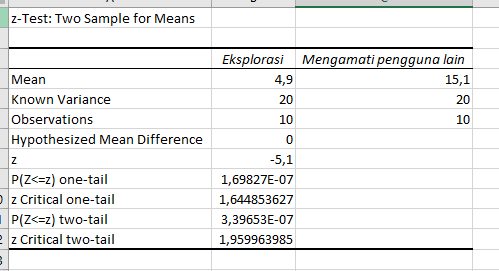 z-Test: Two Sample for Means
Eksplorasi Mengamati pengguna lain
Mean 4,9 15,1
Known Variance 20 20
Observations 10 10
Hypothesized Mean Difference 0
z -5,1
P(Z<=z) one-tail 1,69827E-07
z Critical one-tail 1,644853627
P(Z<=z) two-tail 3,39653E-07
z Critical two-tail 1,959963985